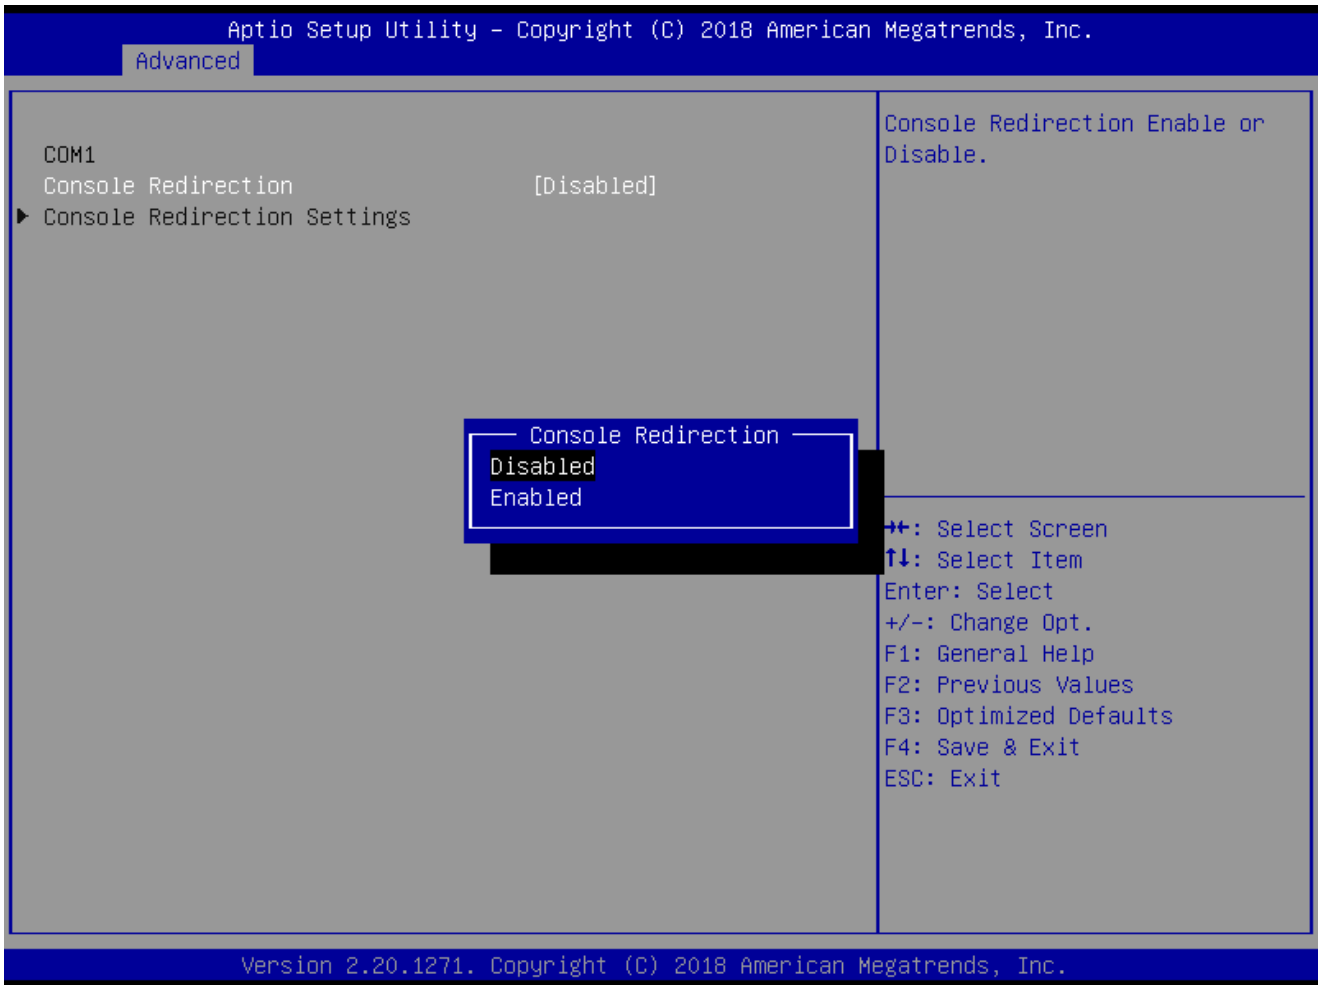 Aptio Setup Utility – Copyright (C) 2018 American Megatrends, Inc.
Advanced
COM1
Console Redirection [Disabled]
▶ Console Redirection Settings
Console Redirection Enable or
Disable.
Console Redirection
Disabled
Enabled
→←: Select Screen
↑↓: Select Item
Enter: Select
+/-: Change Opt.
F1: General Help
F2: Previous Values
F3: Optimized Defaults
F4: Save & Exit
ESC: Exit
Version 2.20.1271. Copyright (C) 2018 American Megatrends, Inc.